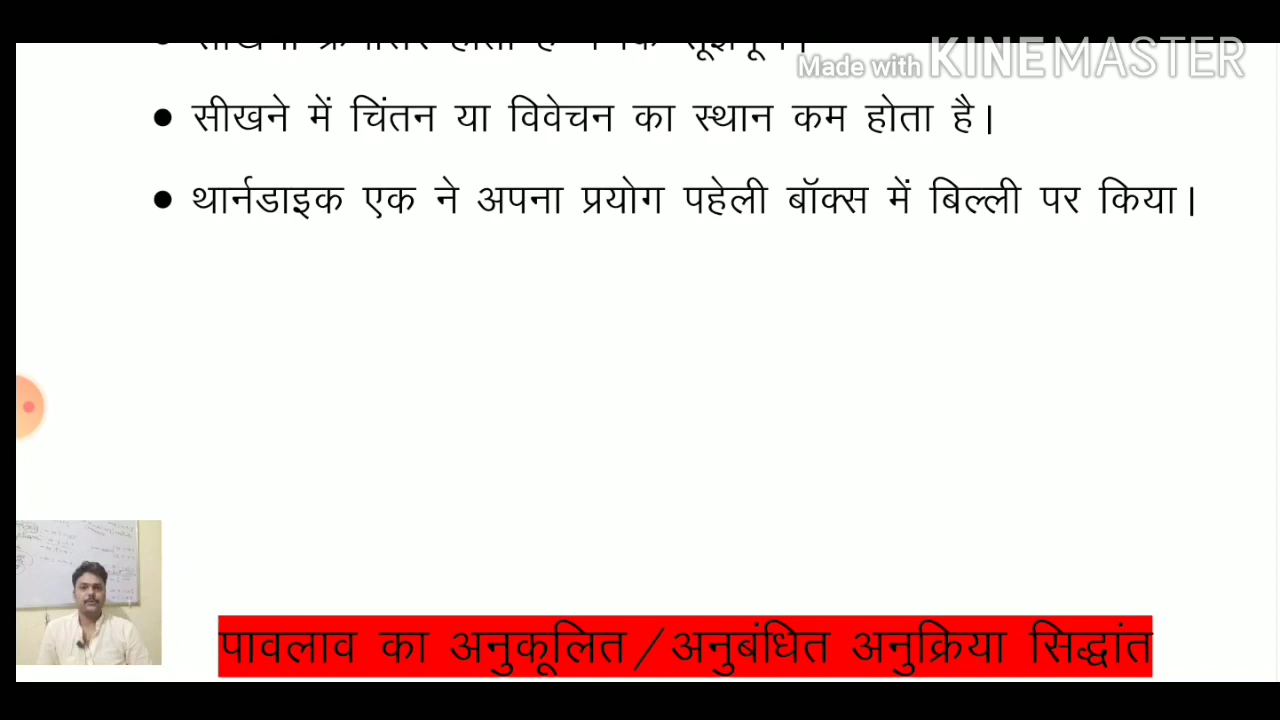 Made with KINEMASTER
• सीखने में चिंतन या विवेचन का स्थान कम होता है।
• थार्नडाइक एक ने अपना प्रयोग पहेली बॉक्स में बिल्ली पर किया।
पावलाव का अनुकूलित/अनुबंधित अनुक्रिया सिद्धांत